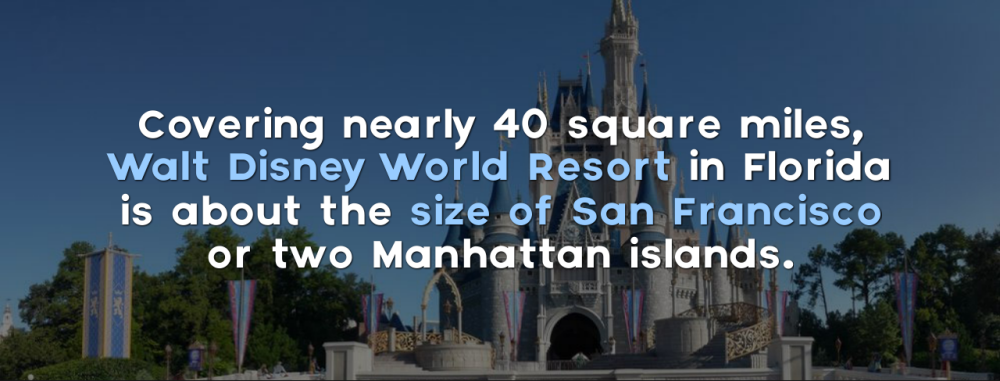 Covering nearly 40 square miles,
Walt Disney World Resort in Florida
is about the size of San Francisco
or two Manhattan islands.